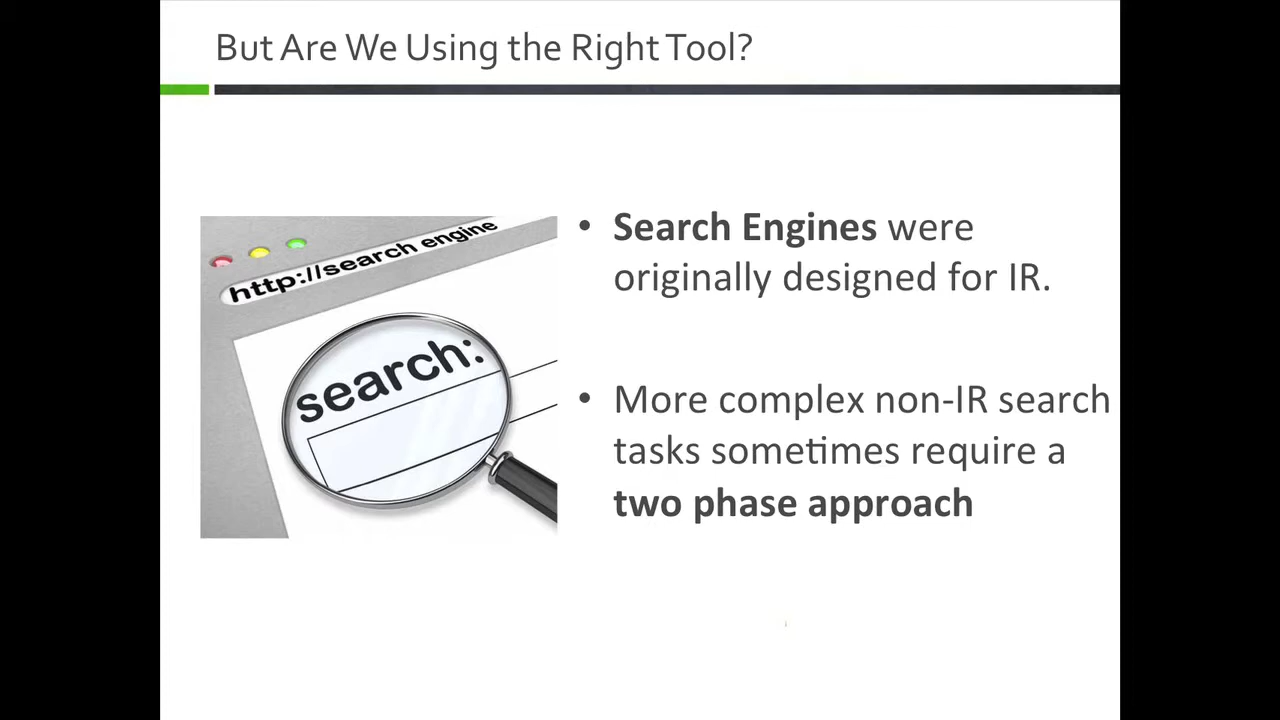 But Are We Using the Right Tool?
http://search engine
search:
• Search Engines were
originally designed for IR.
• More complex non-IR search
tasks sometimes require a
two phase approach